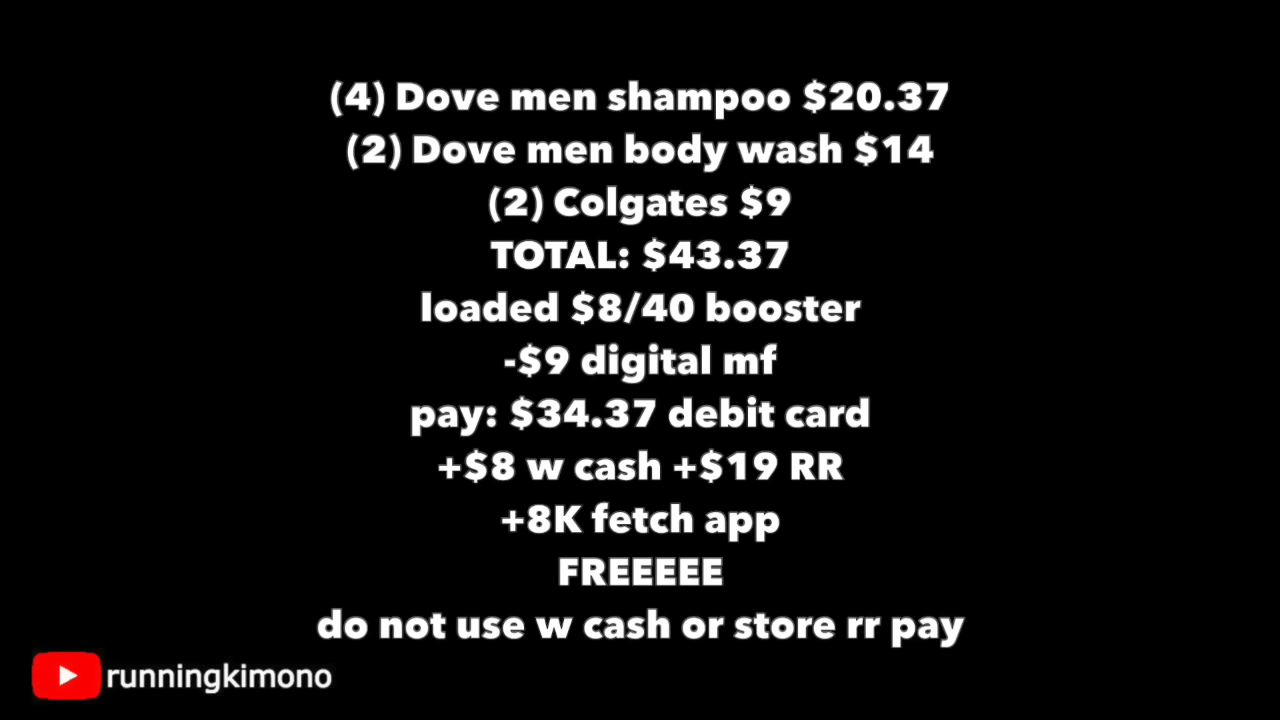 (4) Dove men shampoo $20.37
(2) Dove men body wash $14
(2) Colgates $9
TOTAL: $43.37
loaded $8/40 booster
-$9 digital mf
pay: $34.37 debit card
+$8 w cash +$19 RR
+8K fetch app
FREEEEE
do not use w cash or store rr pay
runningkimono